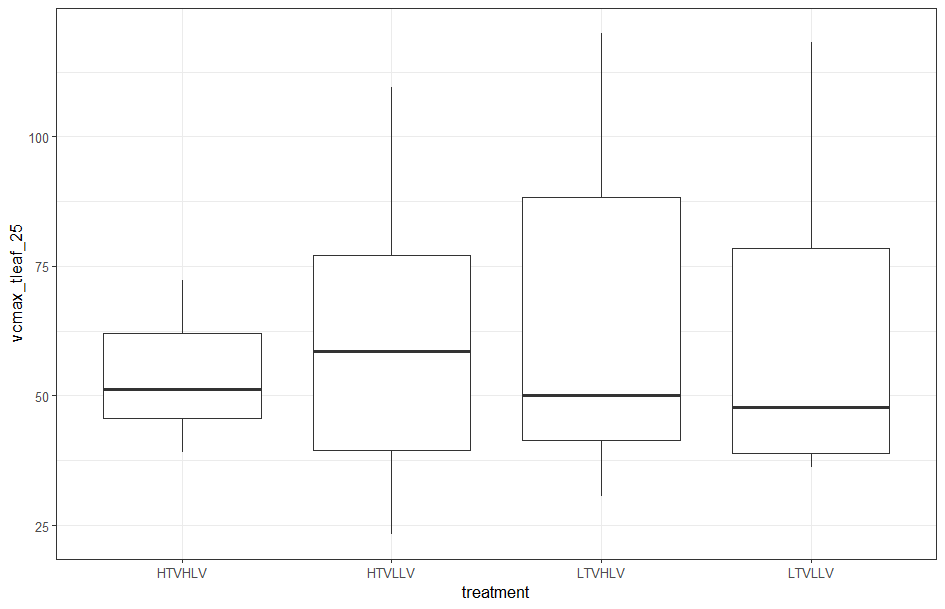 vcmax_tleaf_25
100
75
50
25
HTVHLV
HTVLLV
LTVHLV
LTVLLV
treatment